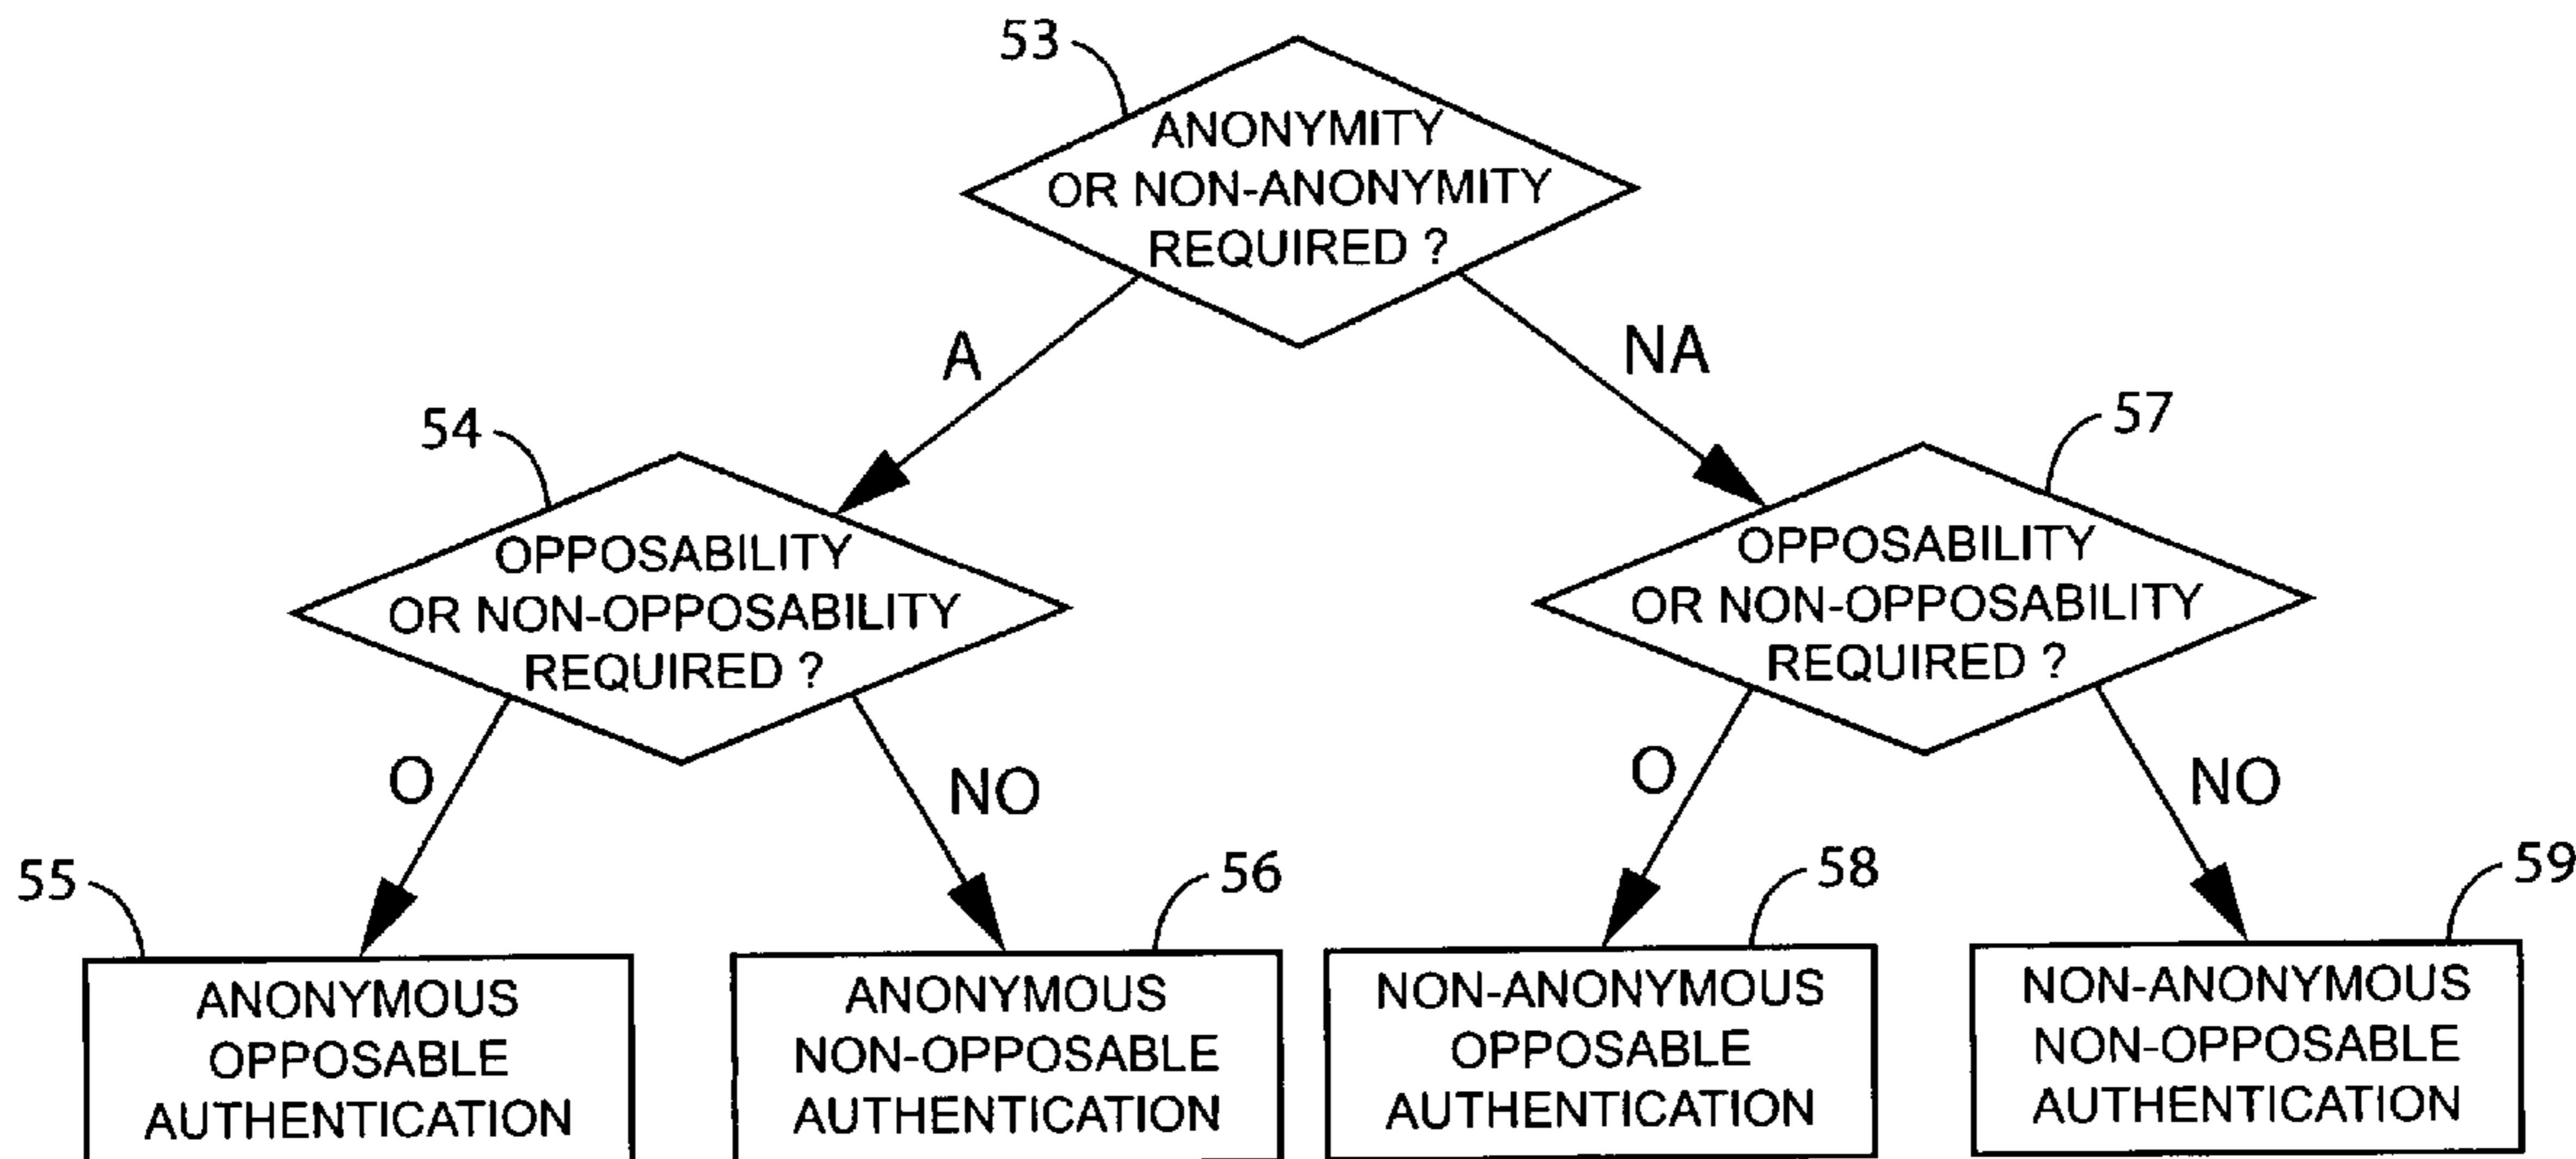 53
ANONYMITY
OR NON-ANONYMITY
REQUIRED ?
A
NA
54
57
OPPOSABILITY
OR NON-OPPOSABILITY
REQUIRED ?
OPPOSABILITY
OR NON-OPPOSABILITY
REQUIRED ?
O
NO
O
NO
55
56
58
59
ANONYMOUS
OPPOSABLE
AUTHENTICATION
ANONYMOUS
NON-OPPOSABLE
AUTHENTICATION
NON-ANONYMOUS
OPPOSABLE
AUTHENTICATION
NON-ANONYMOUS
NON-OPPOSABLE
AUTHENTICATION